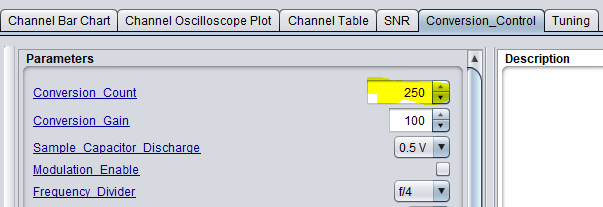 Channel Bar Chart Channel Oscilloscope Plot Channel Table SNR Conversion_Control Tuning
Parameters Description
Conversion_Count 250
Conversion_Gain 100
Sample_Capacitor_Discharge 0.5 V
Modulation_Enable
Frequency_Divider f/4